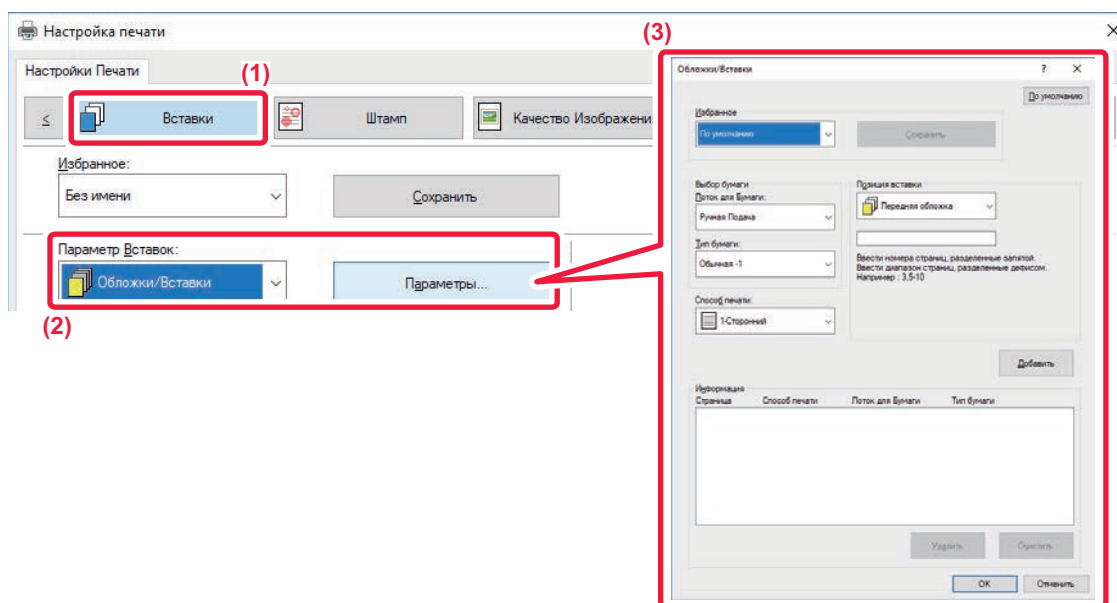 Настройка печати
Настройки Печати
(1)
≤
Вставки
Штамп
Качество Изображени
Избранное:
Без имени
Сохранить
Параметр Вставок:
Обложки/Вставки
Параметры...
(2)
(3)
Обложки/Вставки
?
По умолчанию
Избранное
По умолчанию
Сохранить
Выбор бумаги
Лоток для Бумаги:
Ручная Подача
Тип бумаги:
Обычная -1
Способ печати:
1-Сторонний
Позиция вставки
Передняя обложка
Ввести номера страниц, разделенные запятой.
Ввести диапазон страниц, разделенные дефисом.
Например : 3,5-10
Добавить
Информация
Страница Способ печати Лоток для Бумаги Тип бумаги
Удалить
Очистить
OK
Отменить